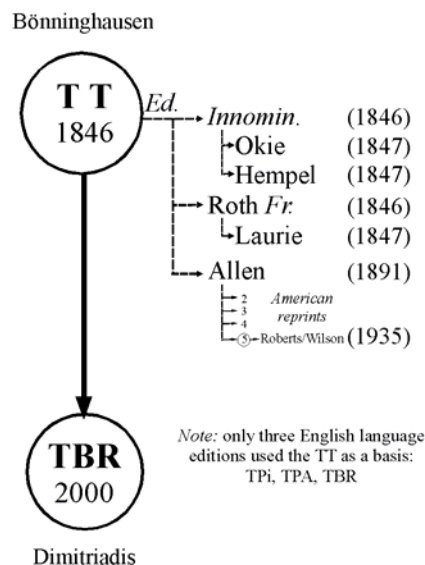 Bönninghausen
T T
1846
Ed.
Innomin. (1846)
Okie (1847)
Hempel (1847)
Roth Fr. (1846)
Laurie (1847)
Allen (1891)
2
3
4
American
reprints
5 Roberts/Wilson (1935)
TBR
2000
Note: only three English language
editions used the TT as a basis:
TPi, TPA, TBR
Dimitriadis